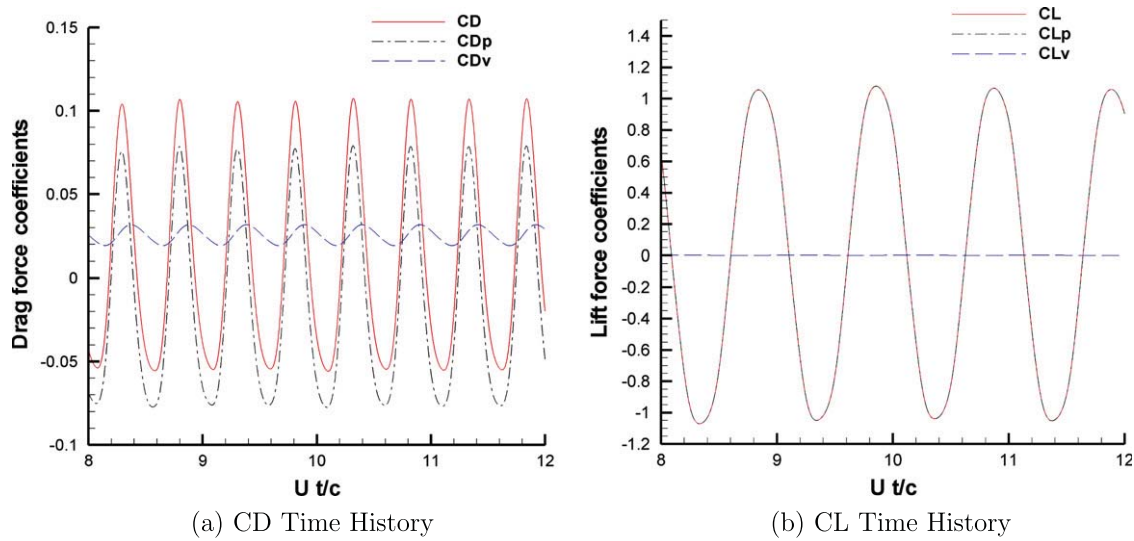 CD
CDp
CDv
Drag force coefficients
0.15
0.1
0.05
0
-0.05
-0.1
8
9
10
11
12
U t/c
(a) CD Time History
CL
CLp
CLv
Lift force coefficients
1.4
1.2
1
0.8
0.6
0.4
0.2
0
-0.2
-0.4
-0.6
-0.8
-1
-1.2
8
9
10
11
12
U t/c
(b) CL Time History